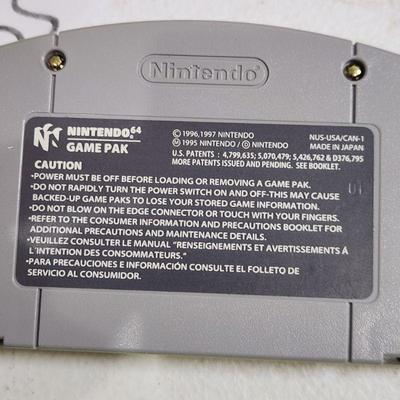 Nintendo
NINTENDO 64
GAME PAK
© 1996,1997 NINTENDO
Ⓜ 1995 NINTENDO / Ⓓ NINTENDO
NUS-USA/CAN-1
MADE IN JAPAN
U.S. PATENTS : 4,799,635; 5,070,479; 5,426,762 & D376,795
MORE PATENTS ISSUED AND PENDING. SEE BOOKLET.
CAUTION
•POWER MUST BE OFF BEFORE LOADING OR REMOVING A GAME PAK.
•DO NOT RAPIDLY TURN THE POWER SWITCH ON AND OFF-THIS MAY CAUSE
BACKED-UP GAME PAKS TO LOSE YOUR STORED GAME INFORMATION.
•DO NOT BLOW ON THE EDGE CONNECTOR OR TOUCH WITH YOUR FINGERS.
•REFER TO THE CONSUMER INFORMATION AND PRECAUTIONS BOOKLET FOR
ADDITIONAL PRECAUTIONS AND MAINTENANCE DETAILS.
•VEUILLEZ CONSULTER LE MANUEL "RENSEIGNEMENTS ET AVERTISSEMENTS Á
L'INTENTION DES CONSOMMATEURS."
•PARA PRECAUCIONES E INFORMACIÓN CONSULTE EL FOLLETO DE
SERVICIO AL CONSUMIDOR.